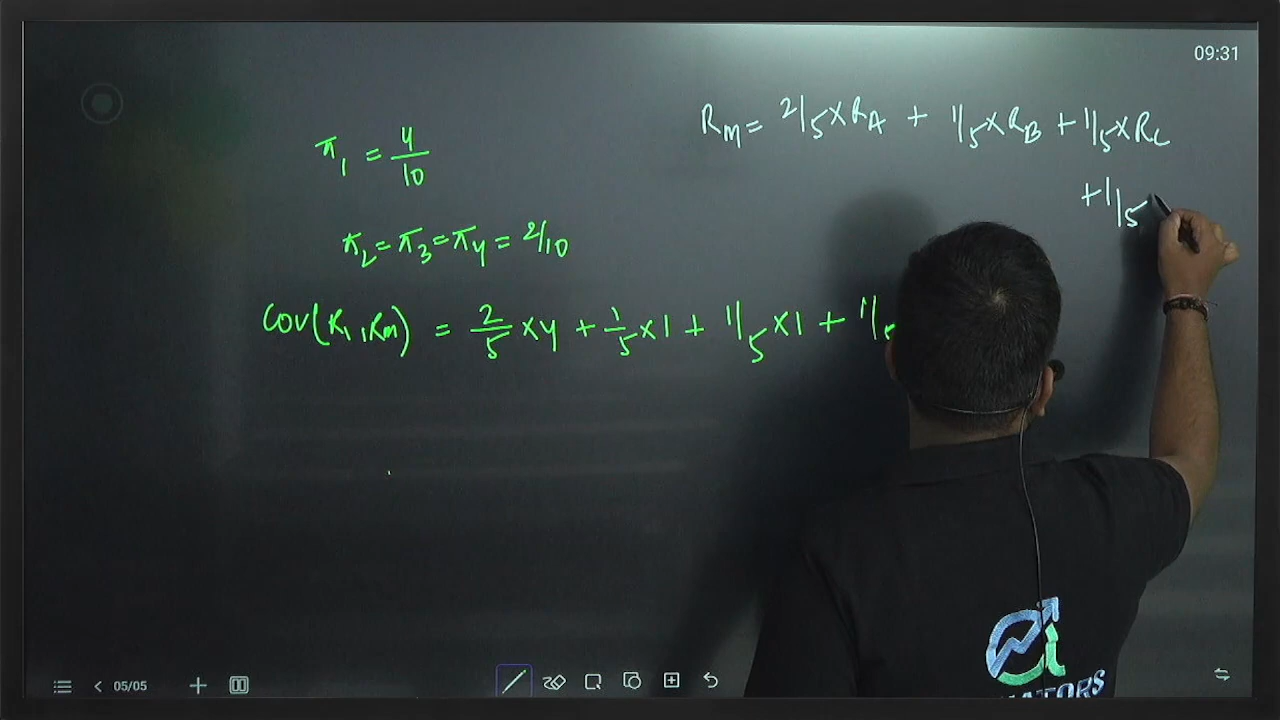 09:31
R_M = 2/5 × R_A + 1/5 × R_B + 1/5 × R_C
+ 1/5
π_1 = 4/10
π_2 = π_3 = π_4 = 2/10
Cov(R_1, R_M) = 2/5 × 4 + 1/5 × 1 + 1/5 × 1 + 1/5
05/05